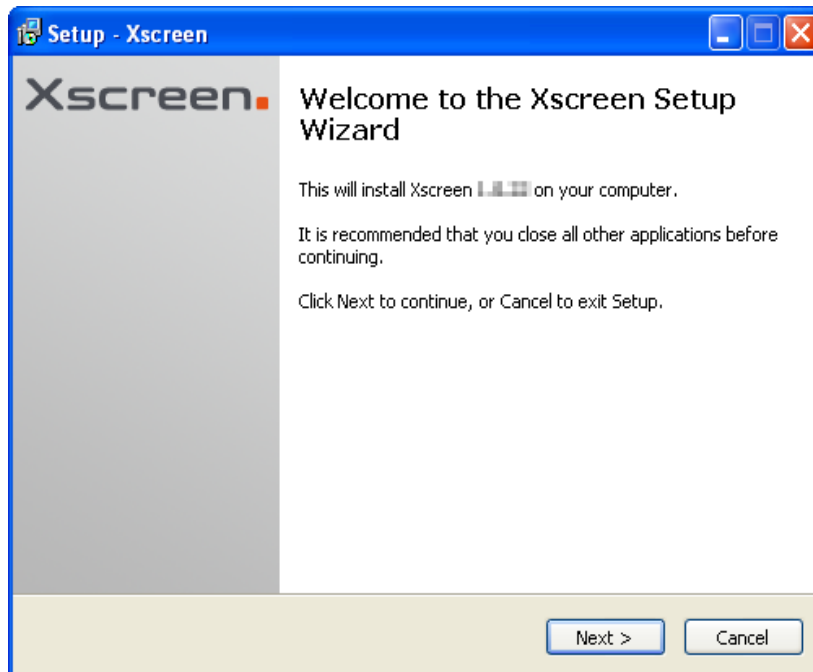 Setup - Xscreen
Xscreen.
Welcome to the Xscreen Setup
Wizard
This will install Xscreen on your computer.
It is recommended that you close all other applications before
continuing.
Click Next to continue, or Cancel to exit Setup.
Next >
Cancel